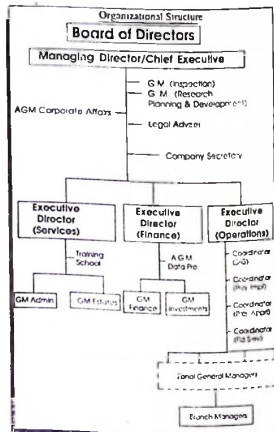 Organizational Structure
Board of Directors
Managing Director/Chief Executive
G M (Inspection)
G M. (Research
Planning & Development)
AGM Corporate Affairs
Legal Adviser
Company Secretary
Executive
Director
(Services)
Executive
Director
(Finance)
Executive
Director
(Operations)
Training
School
A G M
Data Pro
Coordinator
Coordinator
Coordinator
Coordinator
GM Admin
GM Estates
GM
Finance
GM
Investments
Zonal General Managers
Branch Managers